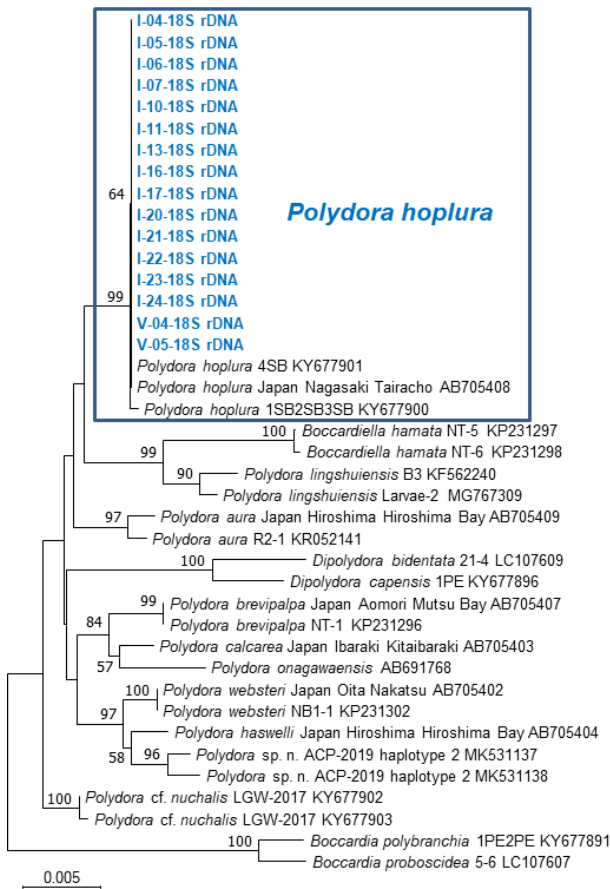 I-04-18S rDNA
I-05-18S rDNA
I-06-18S rDNA
I-07-18S rDNA
I-10-18S rDNA
I-11-18S rDNA
I-13-18S rDNA
I-16-18S rDNA
64
I-17-18S rDNA
Polydora hoplura
I-20-18S rDNA
I-21-18S rDNA
I-22-18S rDNA
I-23-18S rDNA
99
I-24-18S rDNA
V-04-18S rDNA
V-05-18S rDNA
Polydora hoplura 4SB KY677901
Polydora hoplura Japan Nagasaki Tairacho AB705408
Polydora hoplura 1SB2SB3SB KY677900
100 Boccardiella hamata NT-5 KP231297
99 Boccardiella hamata NT-6 KP231298
90 Polydora lingshuiensis B3 KF562240
Polydora lingshuiensis Larvae-2 MG767309
97 Polydora aura Japan Hiroshima Hiroshima Bay AB705409
Polydora aura R2-1 KR052141
100 Dipolydora bidentata 21-4 LC107609
Dipolydora capensis 1PE KY677896
99 Polydora brevipalpa Japan Aomori Mutsu Bay AB705407
84 Polydora brevipalpa NT-1 KP231296
Polydora calcarea Japan Ibaraki Kitaibaraki AB705403
57 Polydora onagawaensis AB691768
100 Polydora websteri Japan Oita Nakatsu AB705402
97 Polydora websteri NB1-1 KP231302
Polydora haswelli Japan Hiroshima Hiroshima Bay AB705404
58 96 Polydora sp. n. ACP-2019 haplotype 2 MK531137
Polydora sp. n. ACP-2019 haplotype 2 MK531138
100 Polydora cf. nuchalis LGW-2017 KY677902
Polydora cf. nuchalis LGW-2017 KY677903
100 Boccardia polybranchia 1PE2PE KY677891
Boccardia proboscidea 5-6 LC107607
0.005